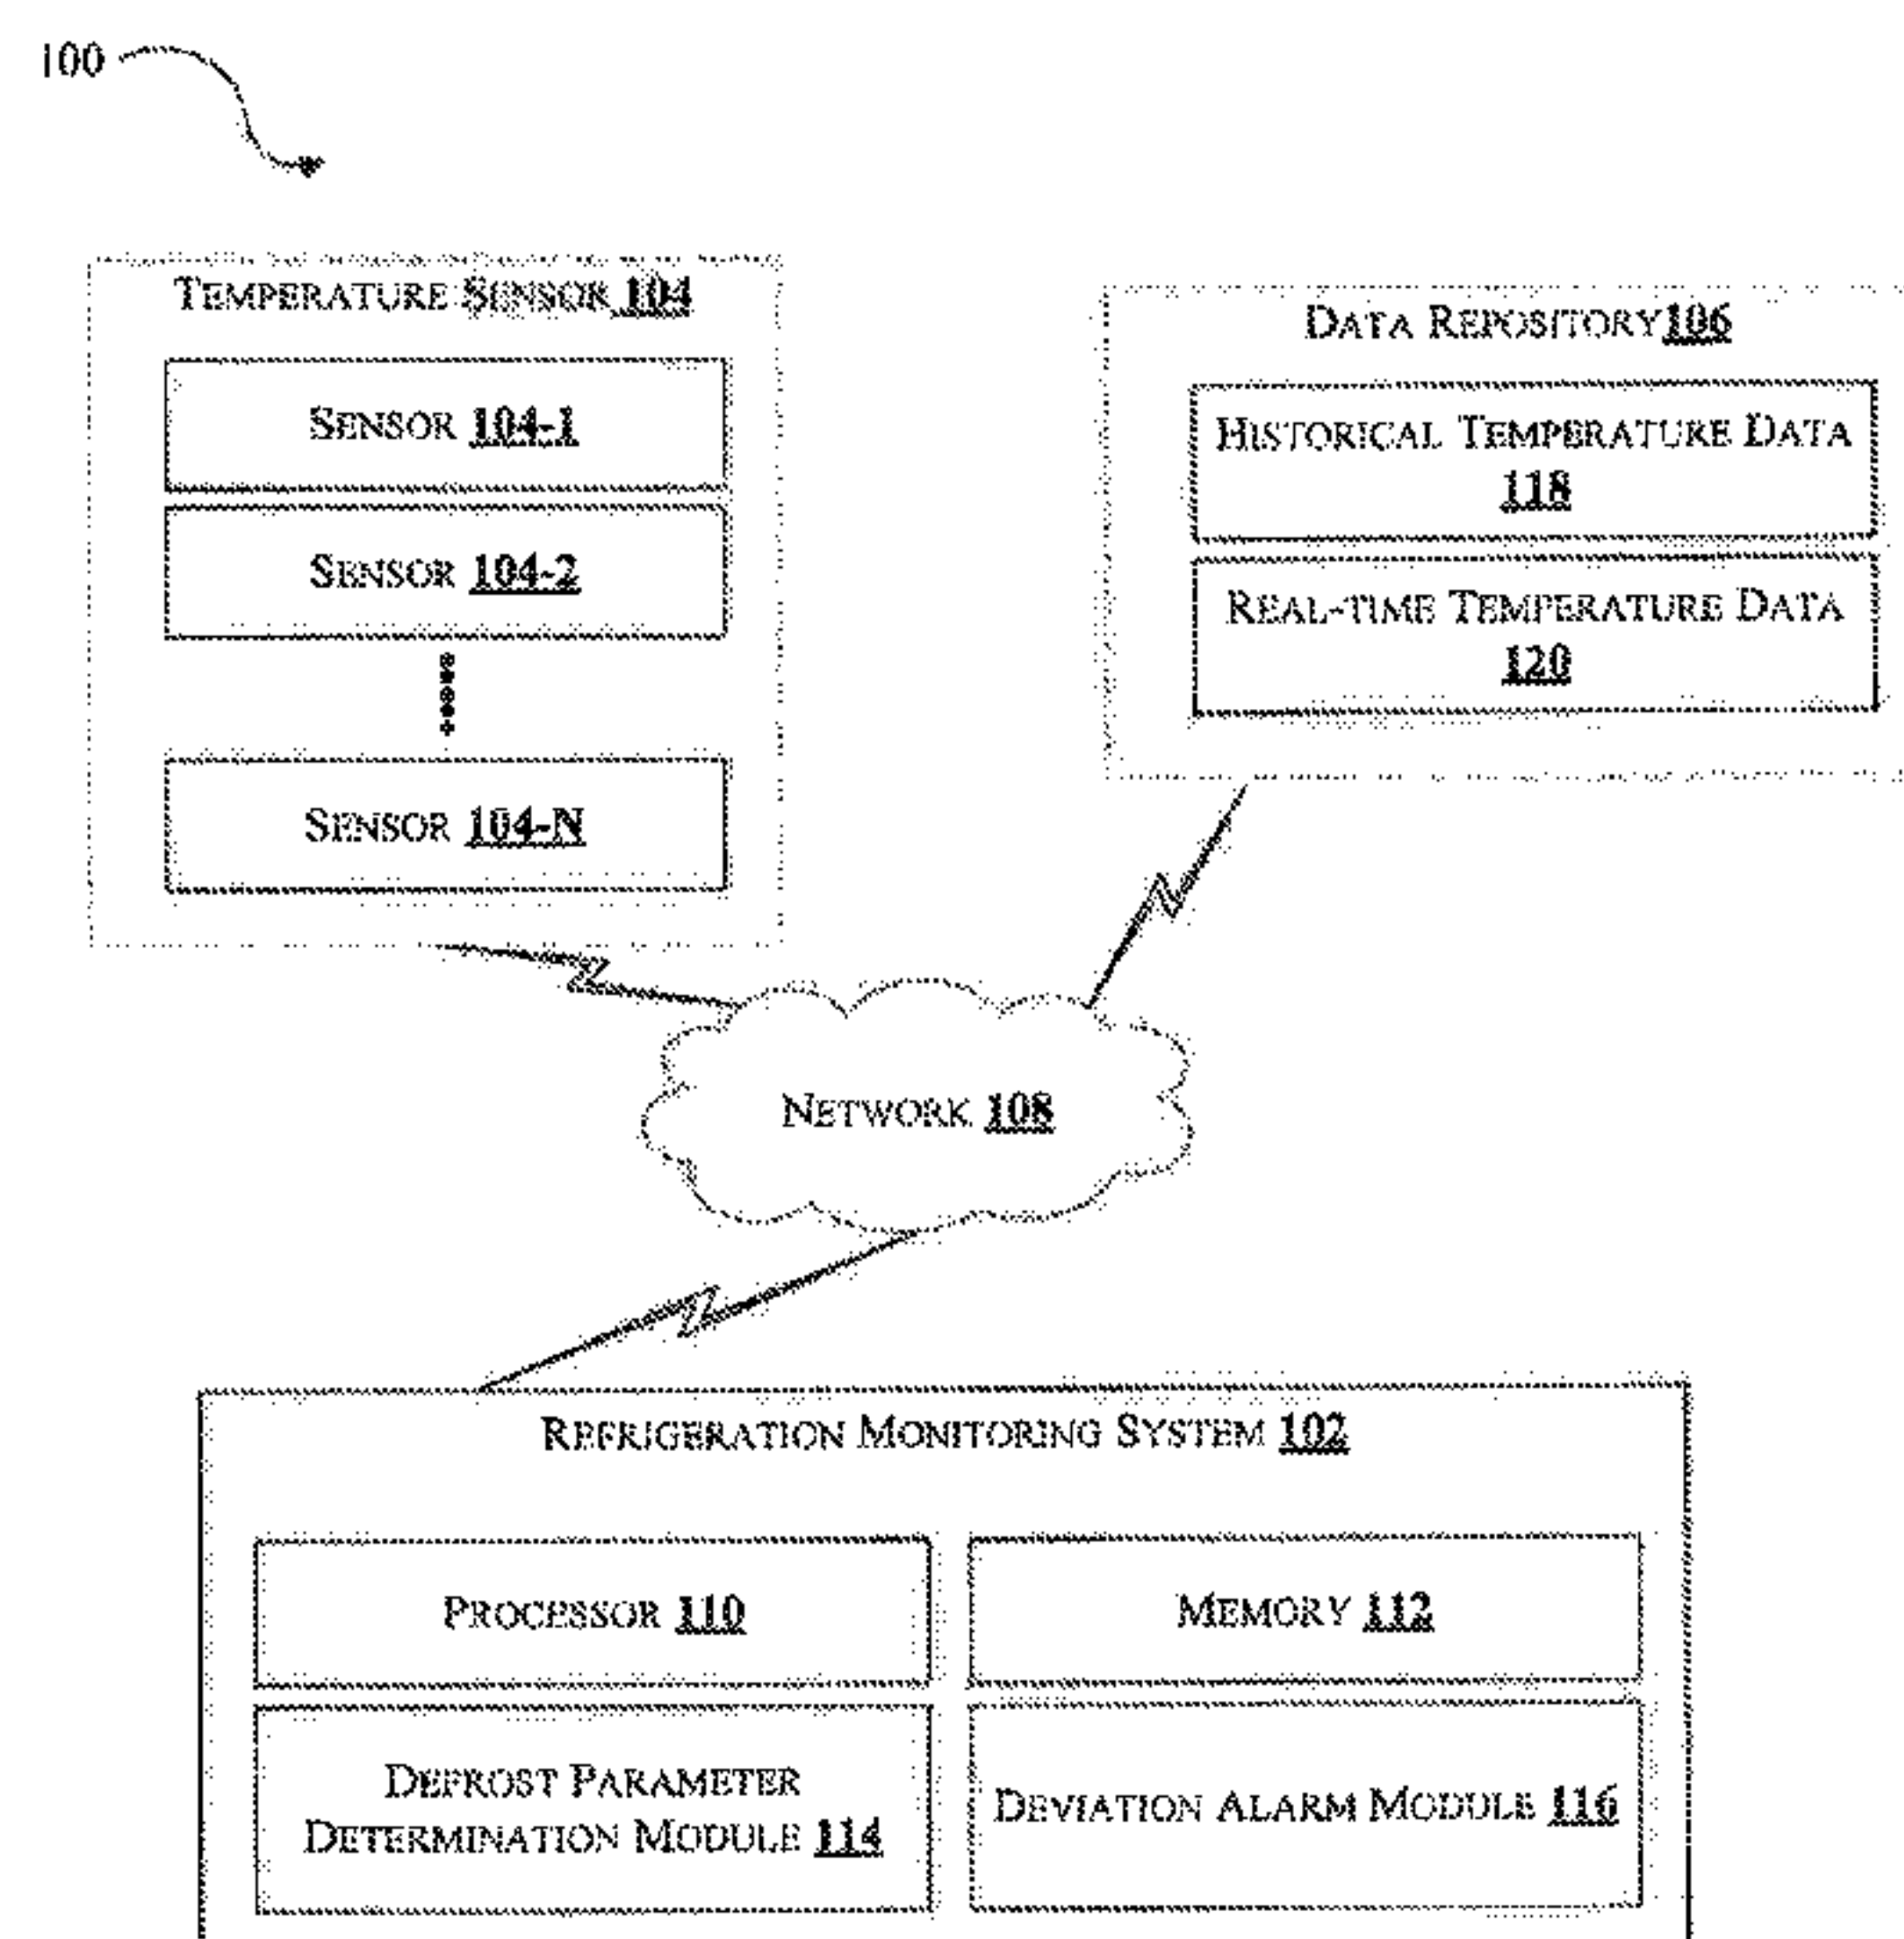 100
TEMPERATURE SENSOR 104
SENSOR 104-1
SENSOR 104-2
SENSOR 104-N
DATA REPOSITORY 106
HISTORICAL TEMPERATURE DATA
118
REAL-TIME TEMPERATURE DATA
120
NETWORK 108
REFRIGERATION MONITORING SYSTEM 102
PROCESSOR 110
MEMORY 112
DEFROST PARAMETER
DETERMINATION MODULE 114
DEVIATION ALARM MODULE 116